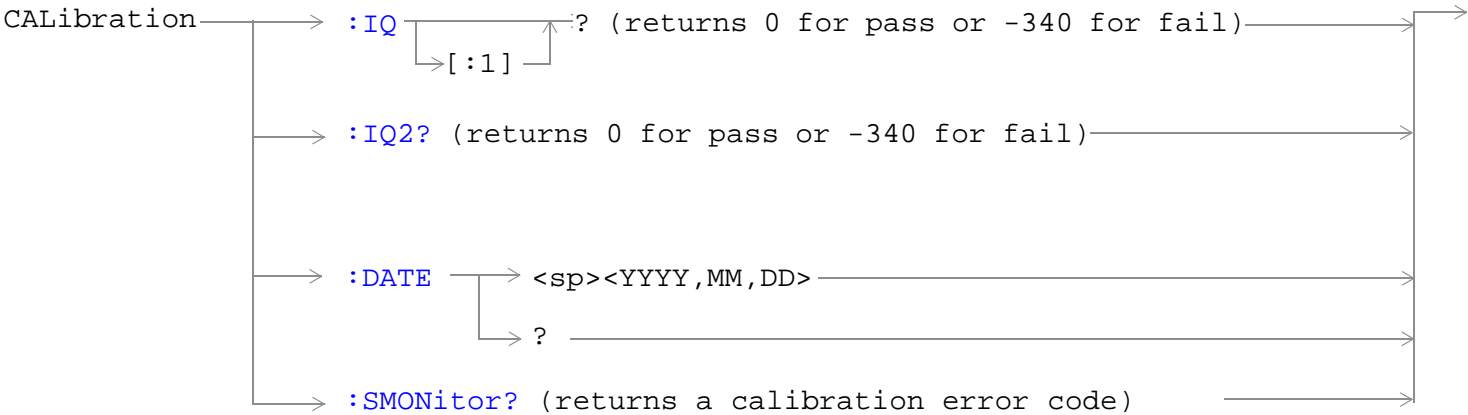 CALibration :IQ ? (returns 0 for pass or -340 for fail)
[:1]
:IQ2? (returns 0 for pass or -340 for fail)
:DATE <sp><YYYY,MM,DD>
?
:SMONitor? (returns a calibration error code)